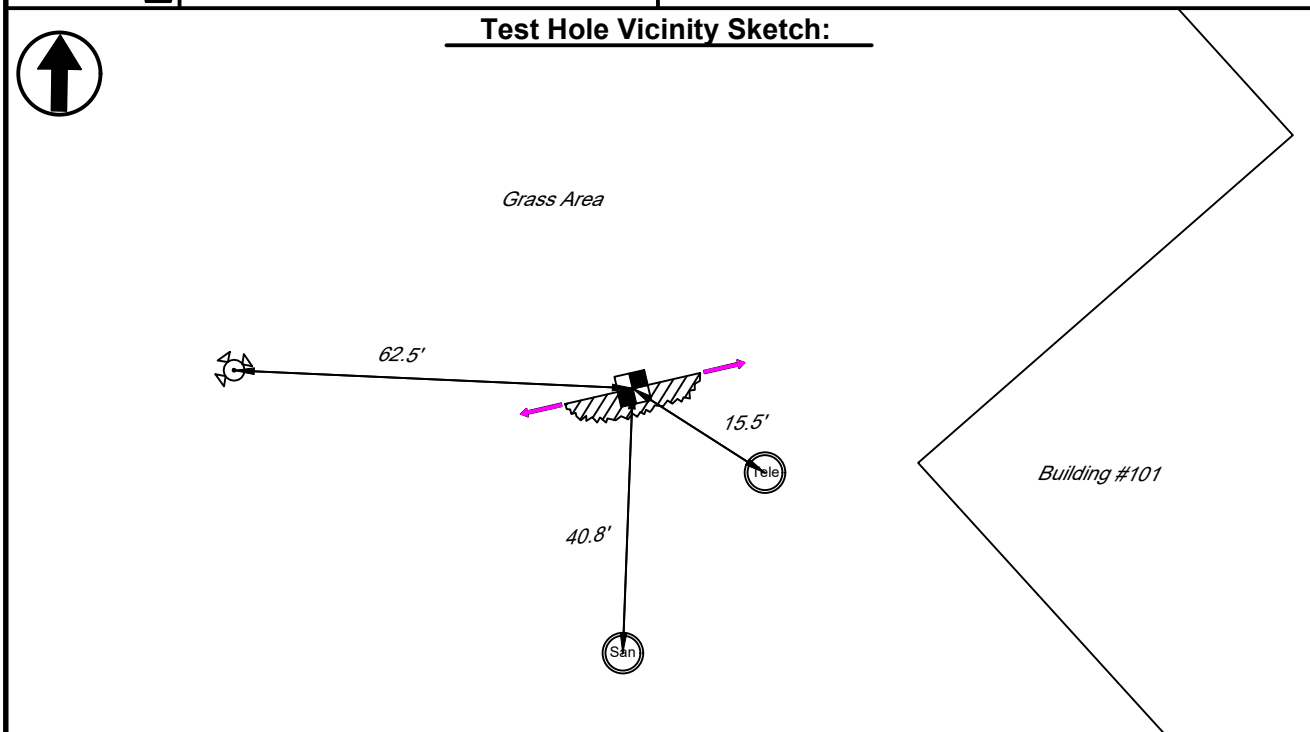 Test Hole Vicinity Sketch:
Grass Area
62.5'
15.5'
Tele
Building #101
40.8'
San